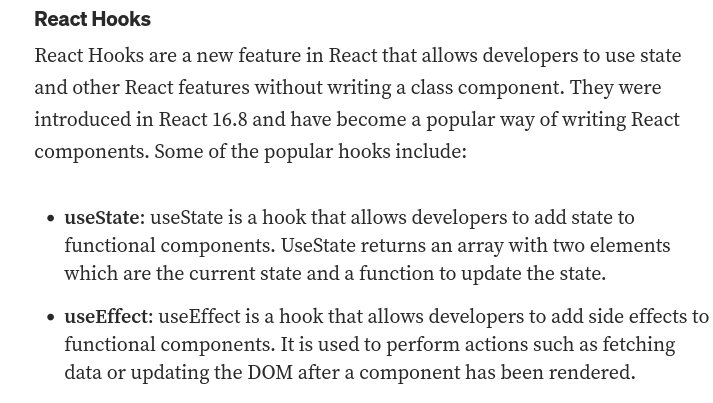 React Hooks
React Hooks are a new feature in React that allows developers to use state
and other React features without writing a class component. They were
introduced in React 16.8 and have become a popular way of writing React
components. Some of the popular hooks include:
• useState: useState is a hook that allows developers to add state to
functional components. UseState returns an array with two elements
which are the current state and a function to update the state.
• useEffect: useEffect is a hook that allows developers to add side effects to
functional components. It is used to perform actions such as fetching
data or updating the DOM after a component has been rendered.